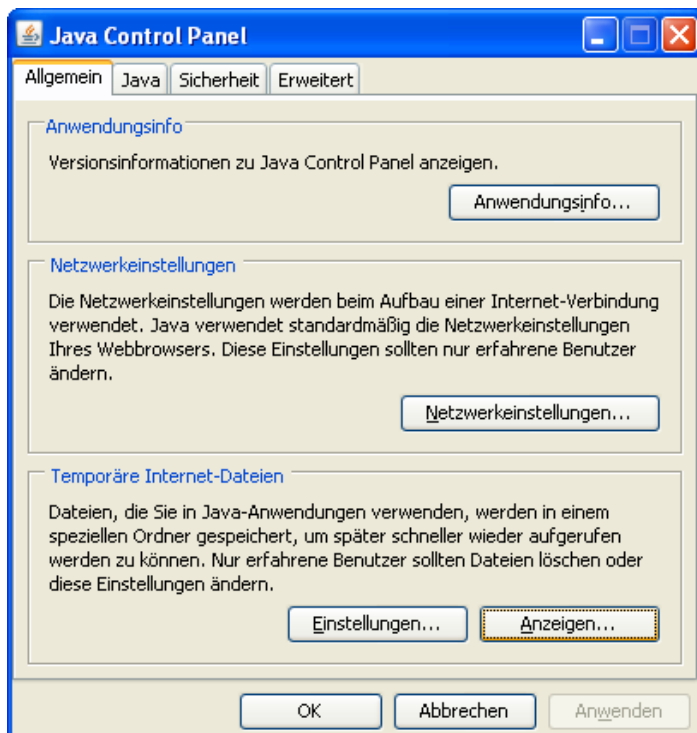 Java Control Panel
Allgemein Java Sicherheit Erweitert
Anwendungsinfo
Versionsinformationen zu Java Control Panel anzeigen.
Anwendungsinfo...
Netzwerkeinstellungen
Die Netzwerkeinstellungen werden beim Aufbau einer Internet-Verbindung
verwendet. Java verwendet standardmäßig die Netzwerkeinstellungen
Ihres Webbrowsers. Diese Einstellungen sollten nur erfahrene Benutzer
ändern.
Netzwerkeinstellungen...
Temporäre Internet-Dateien
Dateien, die Sie in Java-Anwendungen verwenden, werden in einem
speziellen Ordner gespeichert, um später schneller wieder aufgerufen
werden zu können. Nur erfahrene Benutzer sollten Dateien löschen oder
diese Einstellungen ändern.
Einstellungen... Anzeigen...
OK Abbrechen Anwenden